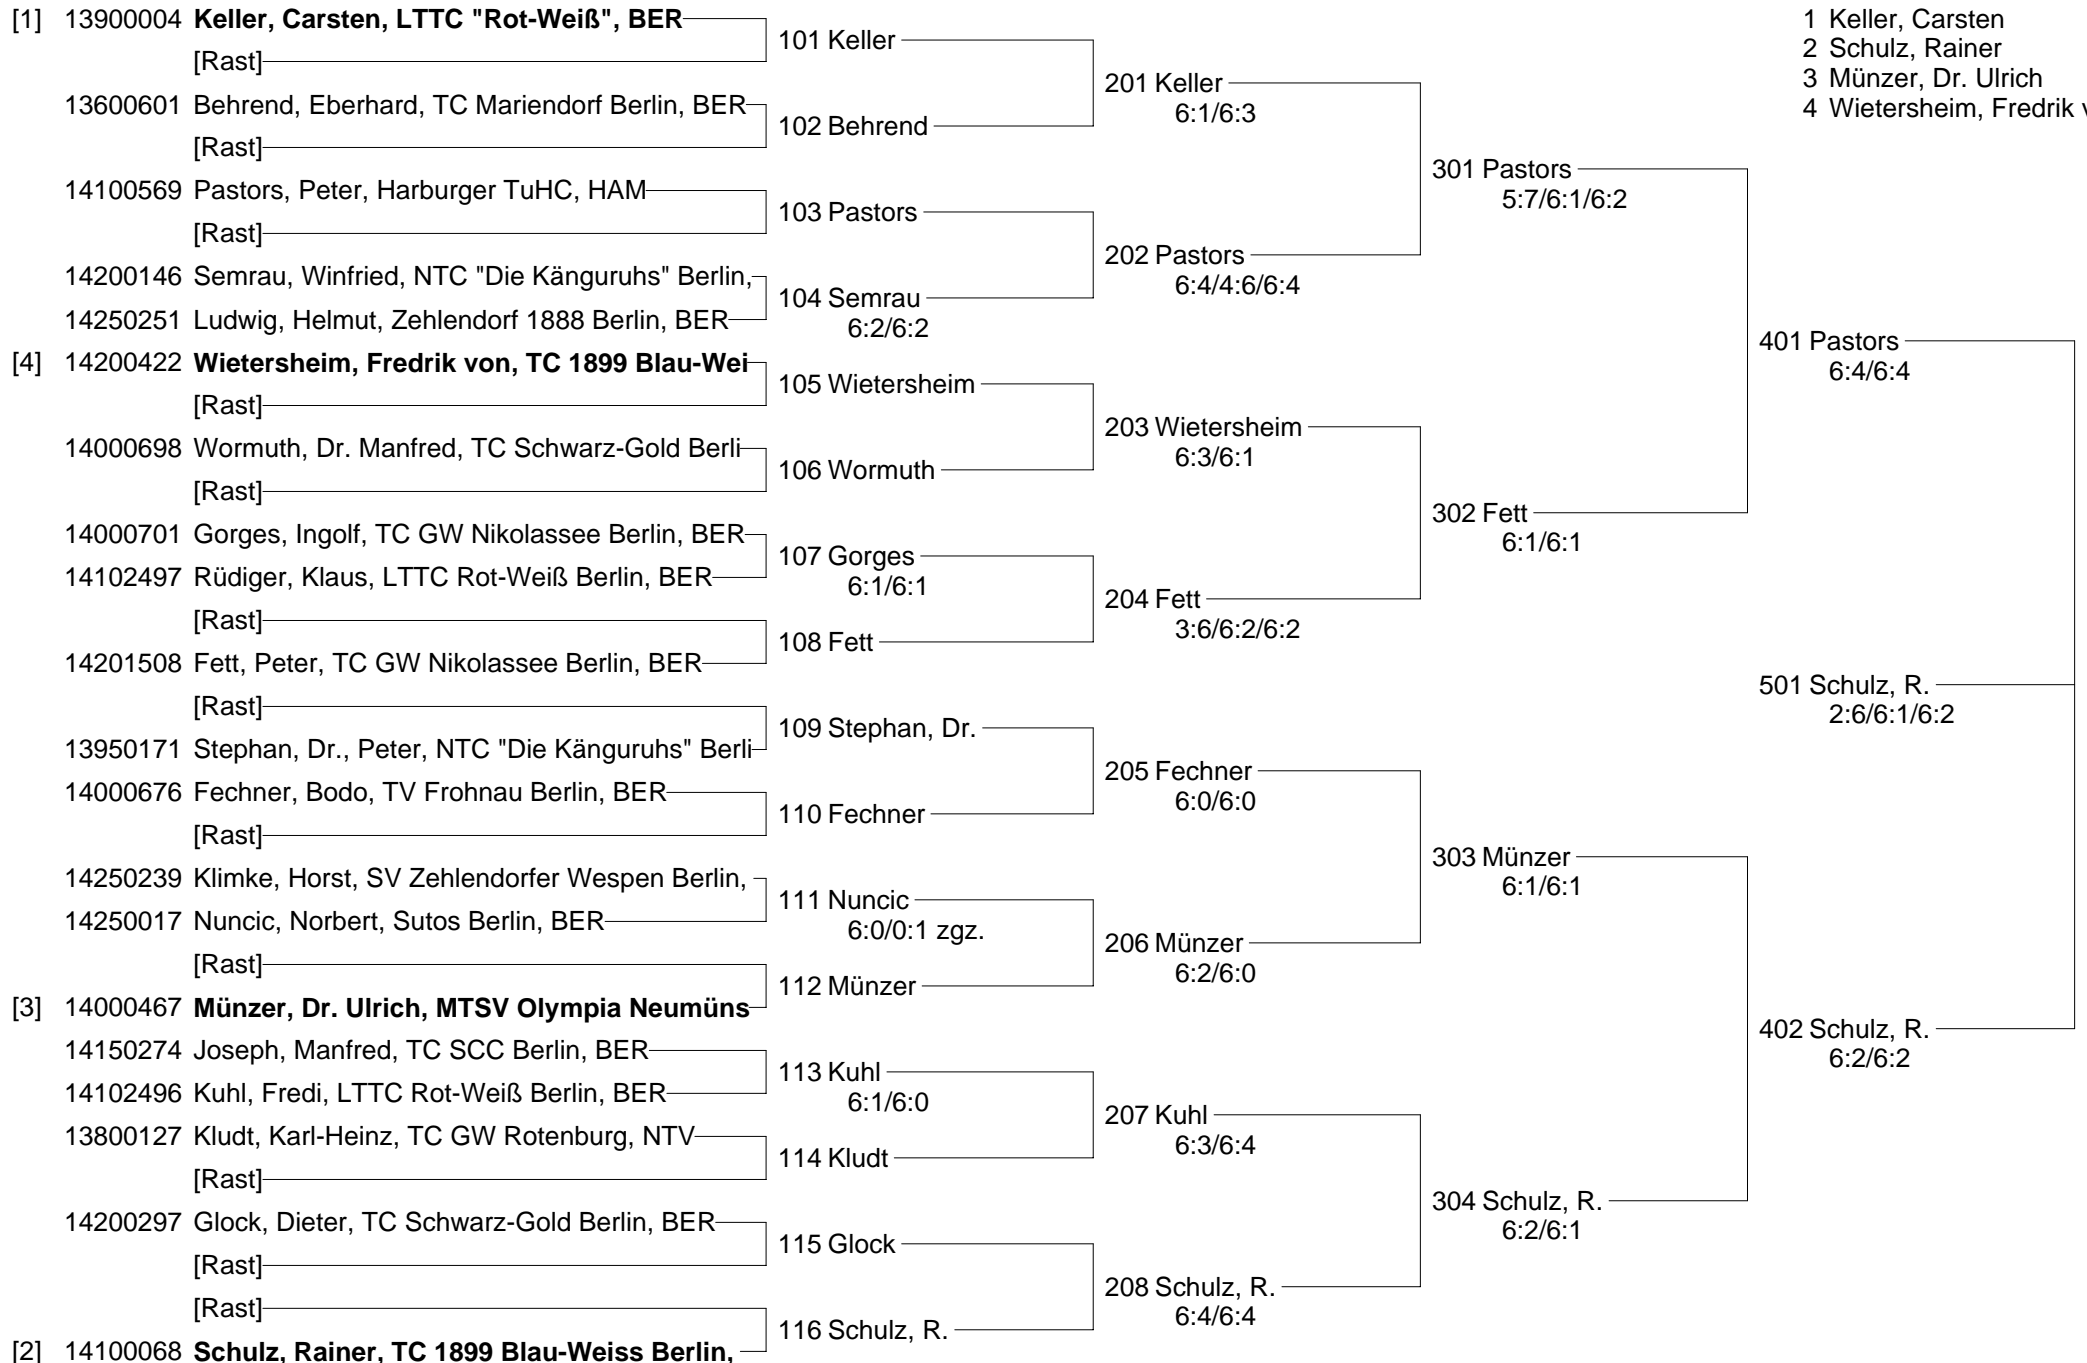 [1] 13900004 Keller, Carsten, LTTC "Rot-Weiß", BER
[Rast]
13600601 Behrend, Eberhard, TC Mariendorf Berlin, BER
[Rast]
14100569 Pastors, Peter, Harburger TuHC, HAM
[Rast]
14200146 Semrau, Winfried, NTC "Die Känguruhs" Berlin,
14250251 Ludwig, Helmut, Zehlendorf 1888 Berlin, BER
[4] 14200422 Wietersheim, Fredrik von, TC 1899 Blau-Wei
[Rast]
14000698 Wormuth, Dr. Manfred, TC Schwarz-Gold Berli
[Rast]
14000701 Gorges, Ingolf, TC GW Nikolassee Berlin, BER
14102497 Rüdiger, Klaus, LTTC Rot-Weiß Berlin, BER
[Rast]
14201508 Fett, Peter, TC GW Nikolassee Berlin, BER
[Rast]
13950171 Stephan, Dr., Peter, NTC "Die Känguruhs" Berli
14000676 Fechner, Bodo, TV Frohnau Berlin, BER
[Rast]
14250239 Klimke, Horst, SV Zehlendorfer Wespen Berlin,
14250017 Nuncic, Norbert, Sutos Berlin, BER
[Rast]
[3] 14000467 Münzer, Dr. Ulrich, MTSV Olympia Neumüns
14150274 Joseph, Manfred, TC SCC Berlin, BER
14102496 Kuhl, Fredi, LTTC Rot-Weiß Berlin, BER
13800127 Kludt, Karl-Heinz, TC GW Rotenburg, NTV
[Rast]
14200297 Glock, Dieter, TC Schwarz-Gold Berlin, BER
[Rast]
[Rast]
[2] 14100068 Schulz, Rainer, TC 1899 Blau-Weiss Berlin,
101 Keller
102 Behrend
103 Pastors
104 Semrau
6:2/6:2
105 Wietersheim
106 Wormuth
107 Gorges
6:1/6:1
108 Fett
109 Stephan, Dr.
110 Fechner
111 Nuncic
6:0/0:1 zgz.
112 Münzer
113 Kuhl
6:1/6:0
114 Kludt
115 Glock
116 Schulz, R.
201 Keller
6:1/6:3
202 Pastors
6:4/4:6/6:4
203 Wietersheim
6:3/6:1
204 Fett
3:6/6:2/6:2
205 Fechner
6:0/6:0
206 Münzer
6:2/6:0
207 Kuhl
6:3/6:4
208 Schulz, R.
6:4/6:4
301 Pastors
5:7/6:1/6:2
302 Fett
6:1/6:1
303 Münzer
6:1/6:1
304 Schulz, R.
6:2/6:1
401 Pastors
6:4/6:4
501 Schulz, R.
2:6/6:1/6:2
402 Schulz, R.
6:2/6:2
1 Keller, Carsten
2 Schulz, Rainer
3 Münzer, Dr. Ulrich
4 Wietersheim, Fredrik v